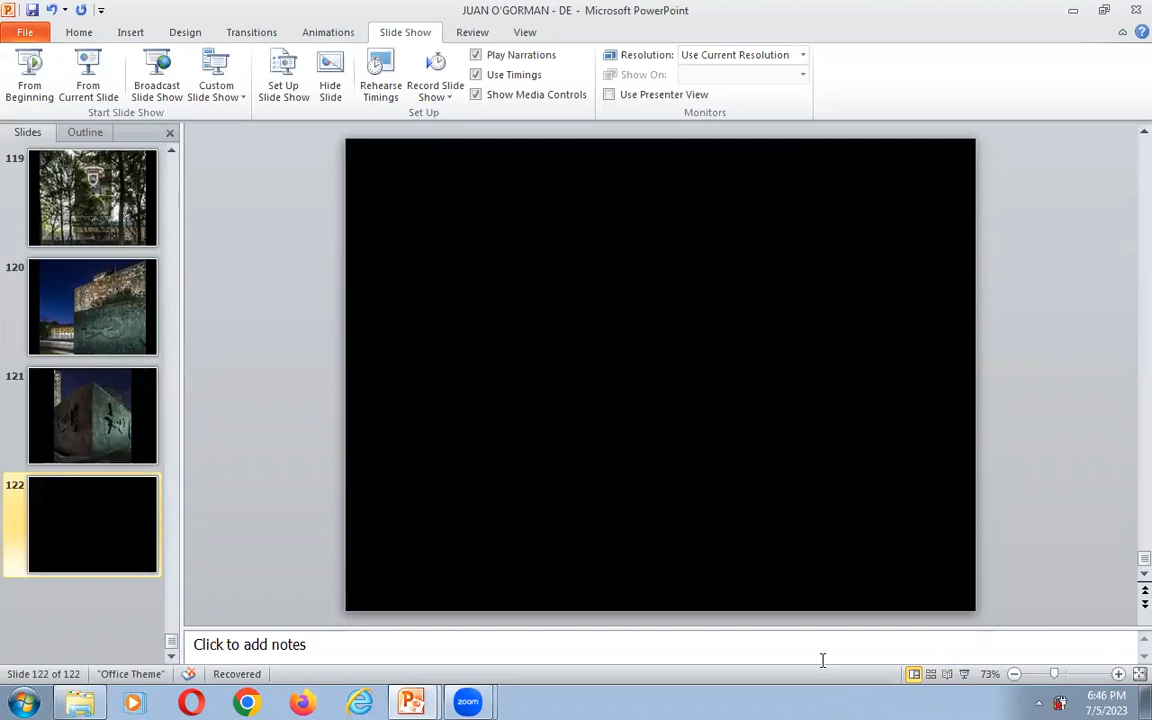 JUAN O'GORMAN - DE - Microsoft PowerPoint
File Home Insert Design Transitions Animations Slide Show Review View
From Beginning
From Current Slide
Broadcast Slide Show
Custom Slide Show
Start Slide Show
Set Up Slide Show
Hide Slide
Rehearse Timings
Record Slide Show
Play Narrations
Use Timings
Show Media Controls
Set Up
Resolution: Use Current Resolution
Show On:
Use Presenter View
Monitors
Slides Outline
119
120
121
122
Click to add notes
Slide 122 of 122 "Office Theme" Recovered 73%
zoom
6:46 PM
7/5/2023